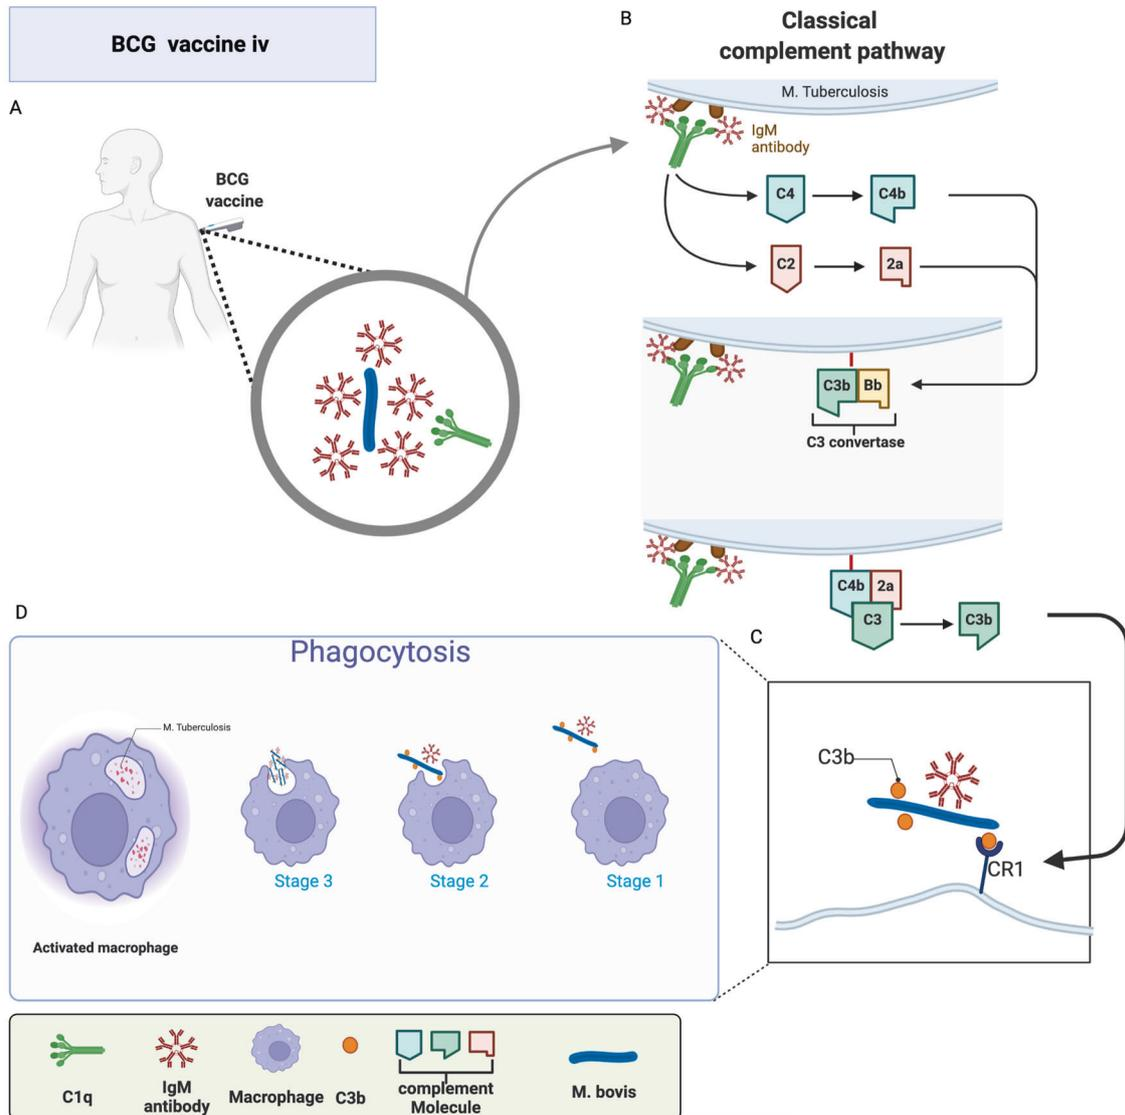 BCG vaccine iv
A
BCG
vaccine
B
Classical
complement pathway
M. Tuberculosis
IgM
antibody
C4
C4b
C2
2a
C3b
Bb
C3 convertase
C4b
2a
C3
C3b
C
C3b
CR1
D
Phagocytosis
M. Tuberculosis
Stage 3
Stage 2
Stage 1
Activated macrophage
C1q
IgM
antibody
Macrophage
C3b
complement
Molecule
M. bovis